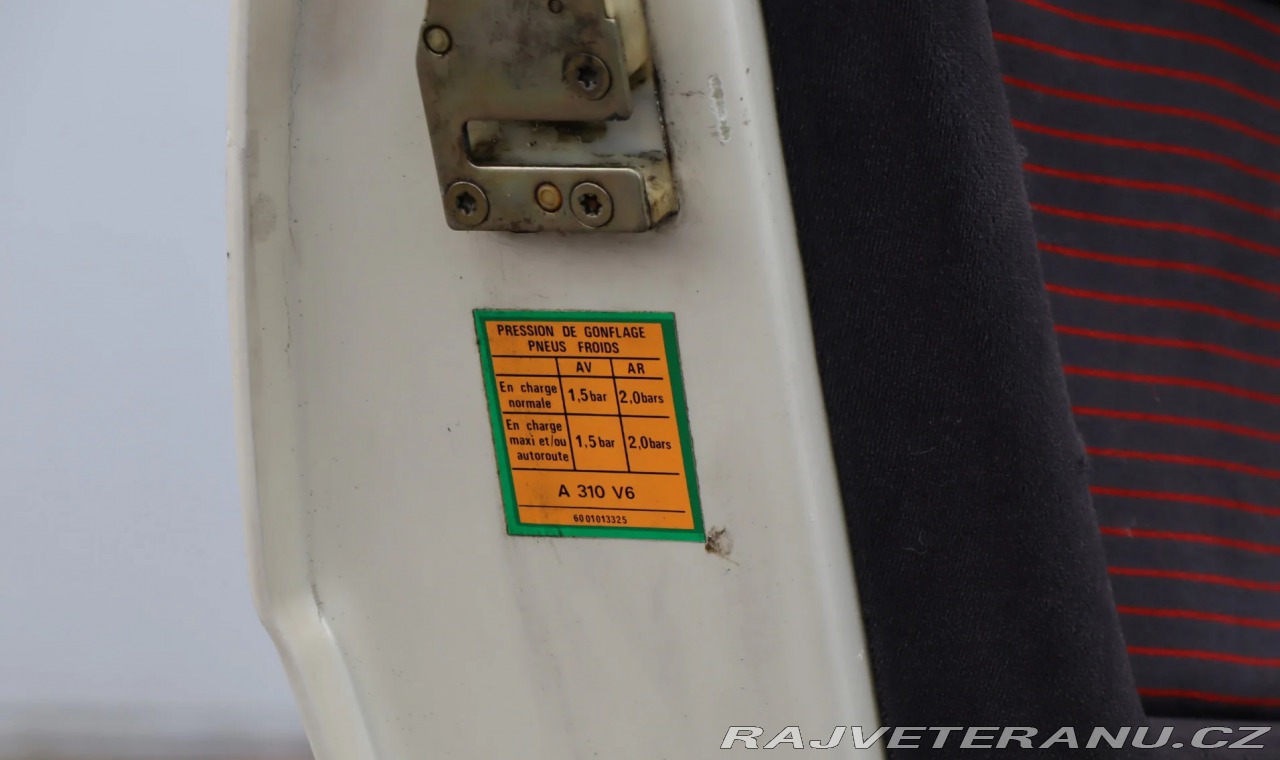 PRESSION DE GONFLAGE
PNEUS FROIDS
AV AR
En charge
normale 1,5 bar 2,0 bars
En charge
maxi et/ou
autoroute 1,5 bar 2,0 bars
A 310 V6
6001013325
RAJVETERANU.CZ